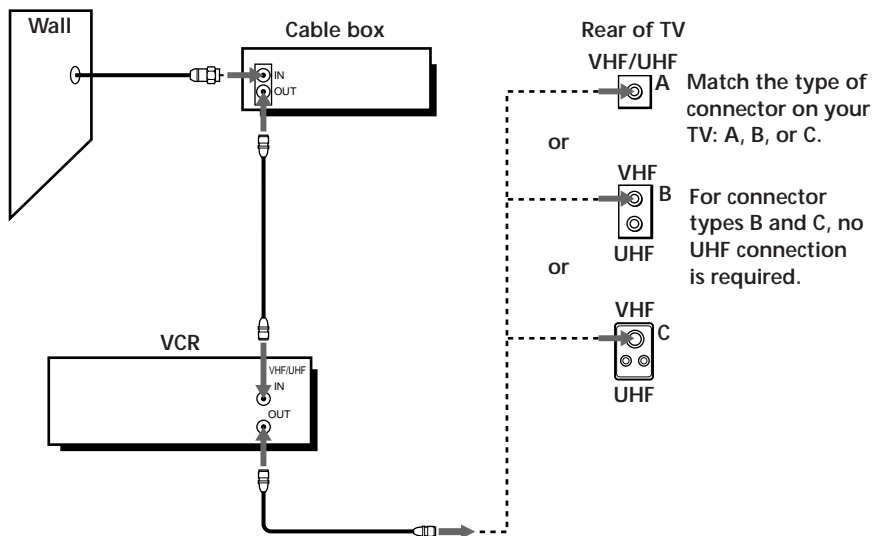 Wall
Cable box
IN
OUT
Rear of TV
VHF/UHF
A
Match the type of
connector on your
TV: A, B, or C.
or
VHF
B
UHF
For connector
types B and C, no
UHF connection
is required.
or
VHF
C
UHF
VCR
VHF/UHF
IN
OUT